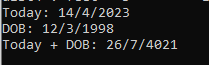 Today: 14/4/2023
DOB: 12/3/1998
Today + DOB: 26/7/4021